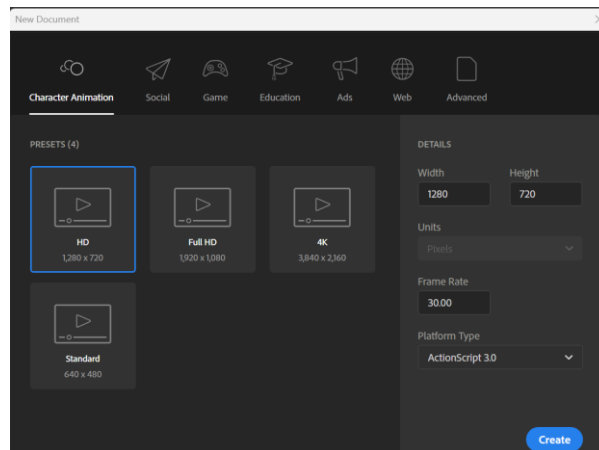 New Document
Character Animation Social Game Education Ads Web Advanced
PRESETS (4)
HD
1,280 x 720
Full HD
1,920 x 1,080
4K
3,840 x 2,160
Standard
640 x 480
DETAILS
Width Height
1280 720
Units
Pixels
Frame Rate
30.00
Platform Type
ActionScript 3.0
Create